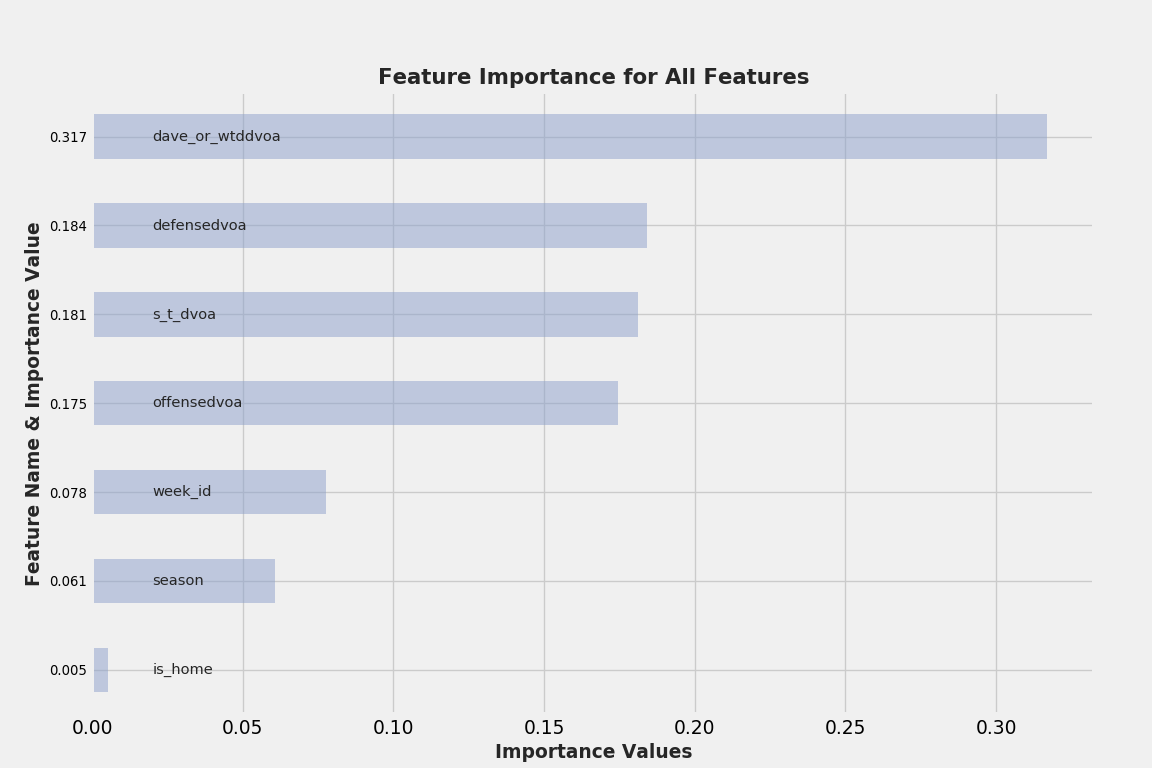 Feature Importance for All Features
Feature Name & Importance Value
0.317 dave_or_wtddvoa
0.184 defensedvoa
0.181 s_t_dvoa
0.175 offensedvoa
0.078 week_id
0.061 season
0.005 is_home
0.00 0.05 0.10 0.15 0.20 0.25 0.30
Importance Values